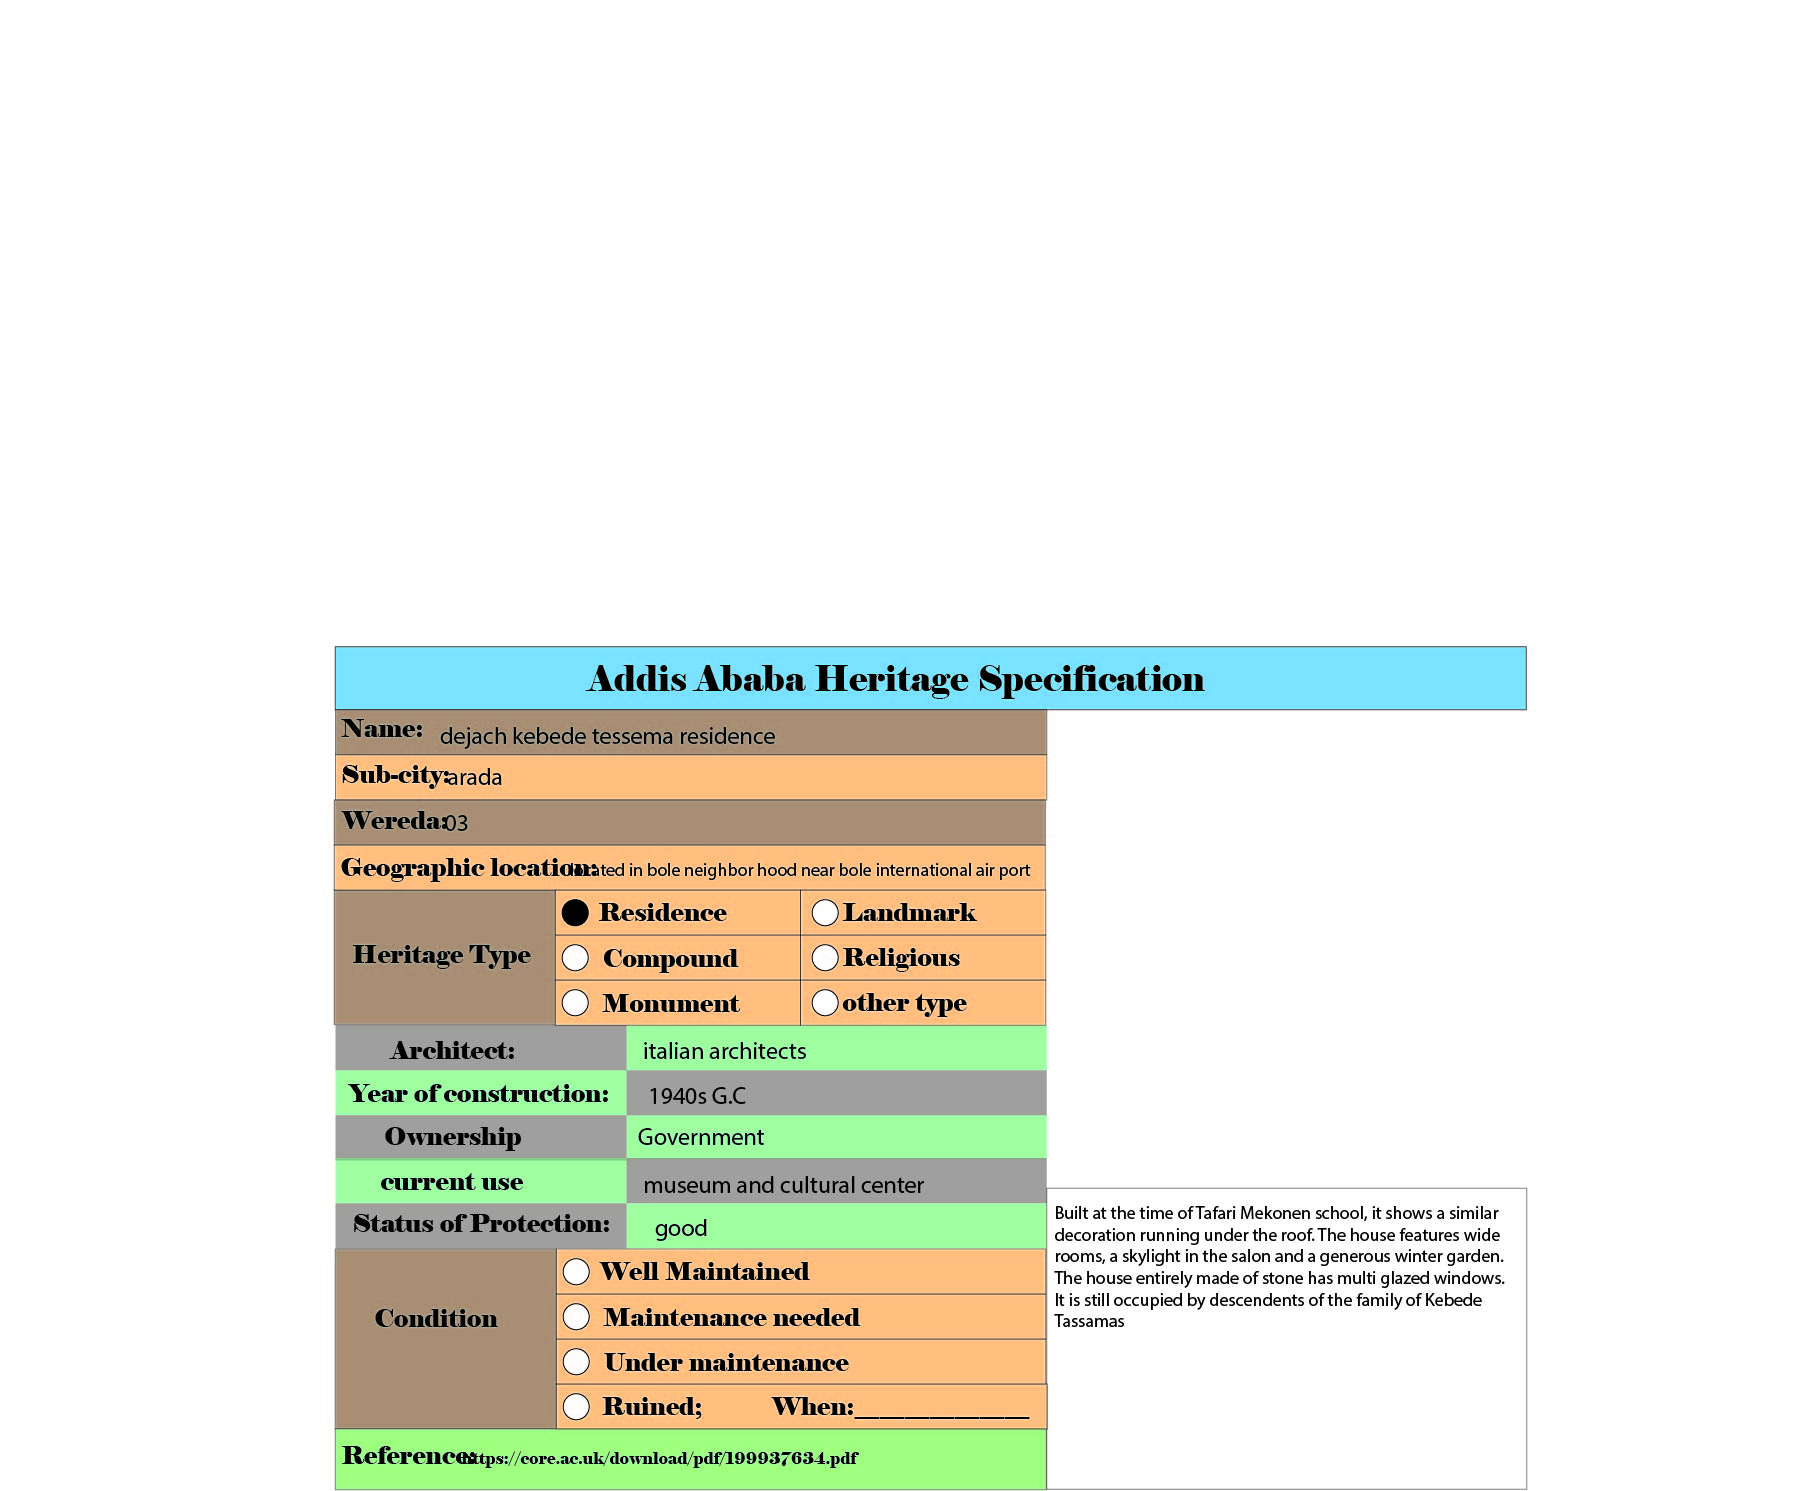 Addis Ababa Heritage Specification
Name: dejach kebede tessema residence
Sub-city: arada
Wereda: 03
Geographic location: located in bole neighbor hood near bole international air port
Heritage Type
Residence
Landmark
Compound
Religious
Monument
other type
Architect: italian architects
Year of construction: 1940s G.C
Ownership Government
current use museum and cultural center
Status of Protection: good
Condition
Well Maintained
Maintenance needed
Under maintenance
Ruined; When:______________
Reference: https://core.ac.uk/download/pdf/199937634.pdf
Built at the time of Tafari Mekonen school, it shows a similar
decoration running under the roof. The house features wide
rooms, a skylight in the salon and a generous winter garden.
The house entirely made of stone has multi glazed windows.
It is still occupied by descendents of the family of Kebede
Tassamas